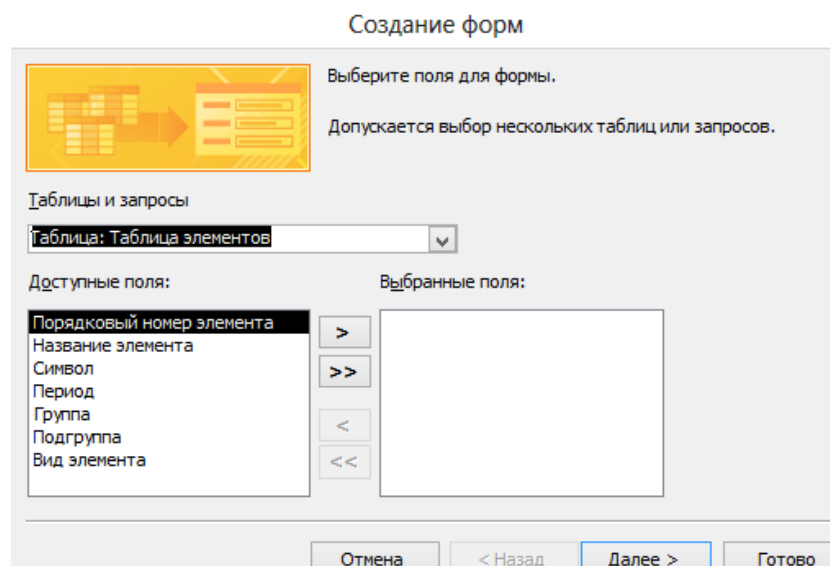 Создание форм
Выберите поля для формы.
Допускается выбор нескольких таблиц или запросов.
Таблицы и запросы
Таблица: Таблица элементов
Доступные поля:
Выбранные поля:
Порядковый номер элемента
Название элемента
Символ
Период
Группа
Подгруппа
Вид элемента
>
>>
<
<<
Отмена
< Назад
Далее >
Готово